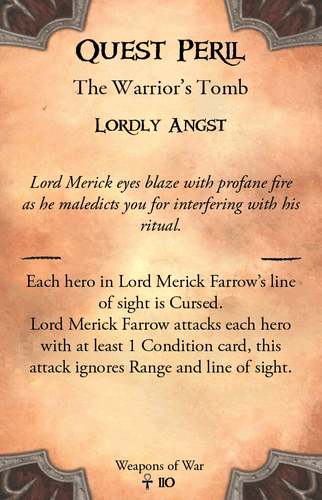 Quest Peril
The Warrior's Tomb
Lordly Angst
Lord Merick eyes blaze with profane fire
as he maledicts you for interfering with his
ritual.
Each hero in Lord Merick Farrow's line
of sight is Cursed.
Lord Merick Farrow attacks each hero
with at least 1 Condition card, this
attack ignores Range and line of sight.
Weapons of War
☥ 110